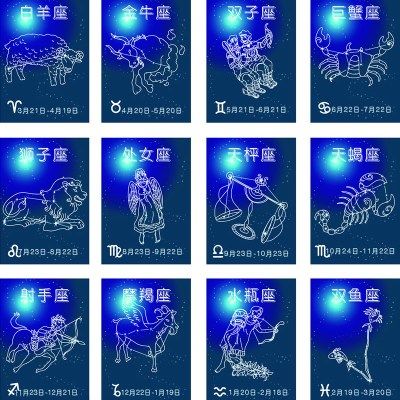 白羊座
3月21日-4月19日
金牛座
4月20日-5月20日
双子座
5月21日-6月21日
巨蟹座
6月22日-7月22日
狮子座
7月23日-8月22日
处女座
8月23日-9月22日
天秤座
9月23日-10月23日
天蝎座
10月24日-11月22日
射手座
11月23日-12月21日
摩羯座
12月22日-1月19日
水瓶座
1月20日-2月18日
双鱼座
2月19日-3月20日